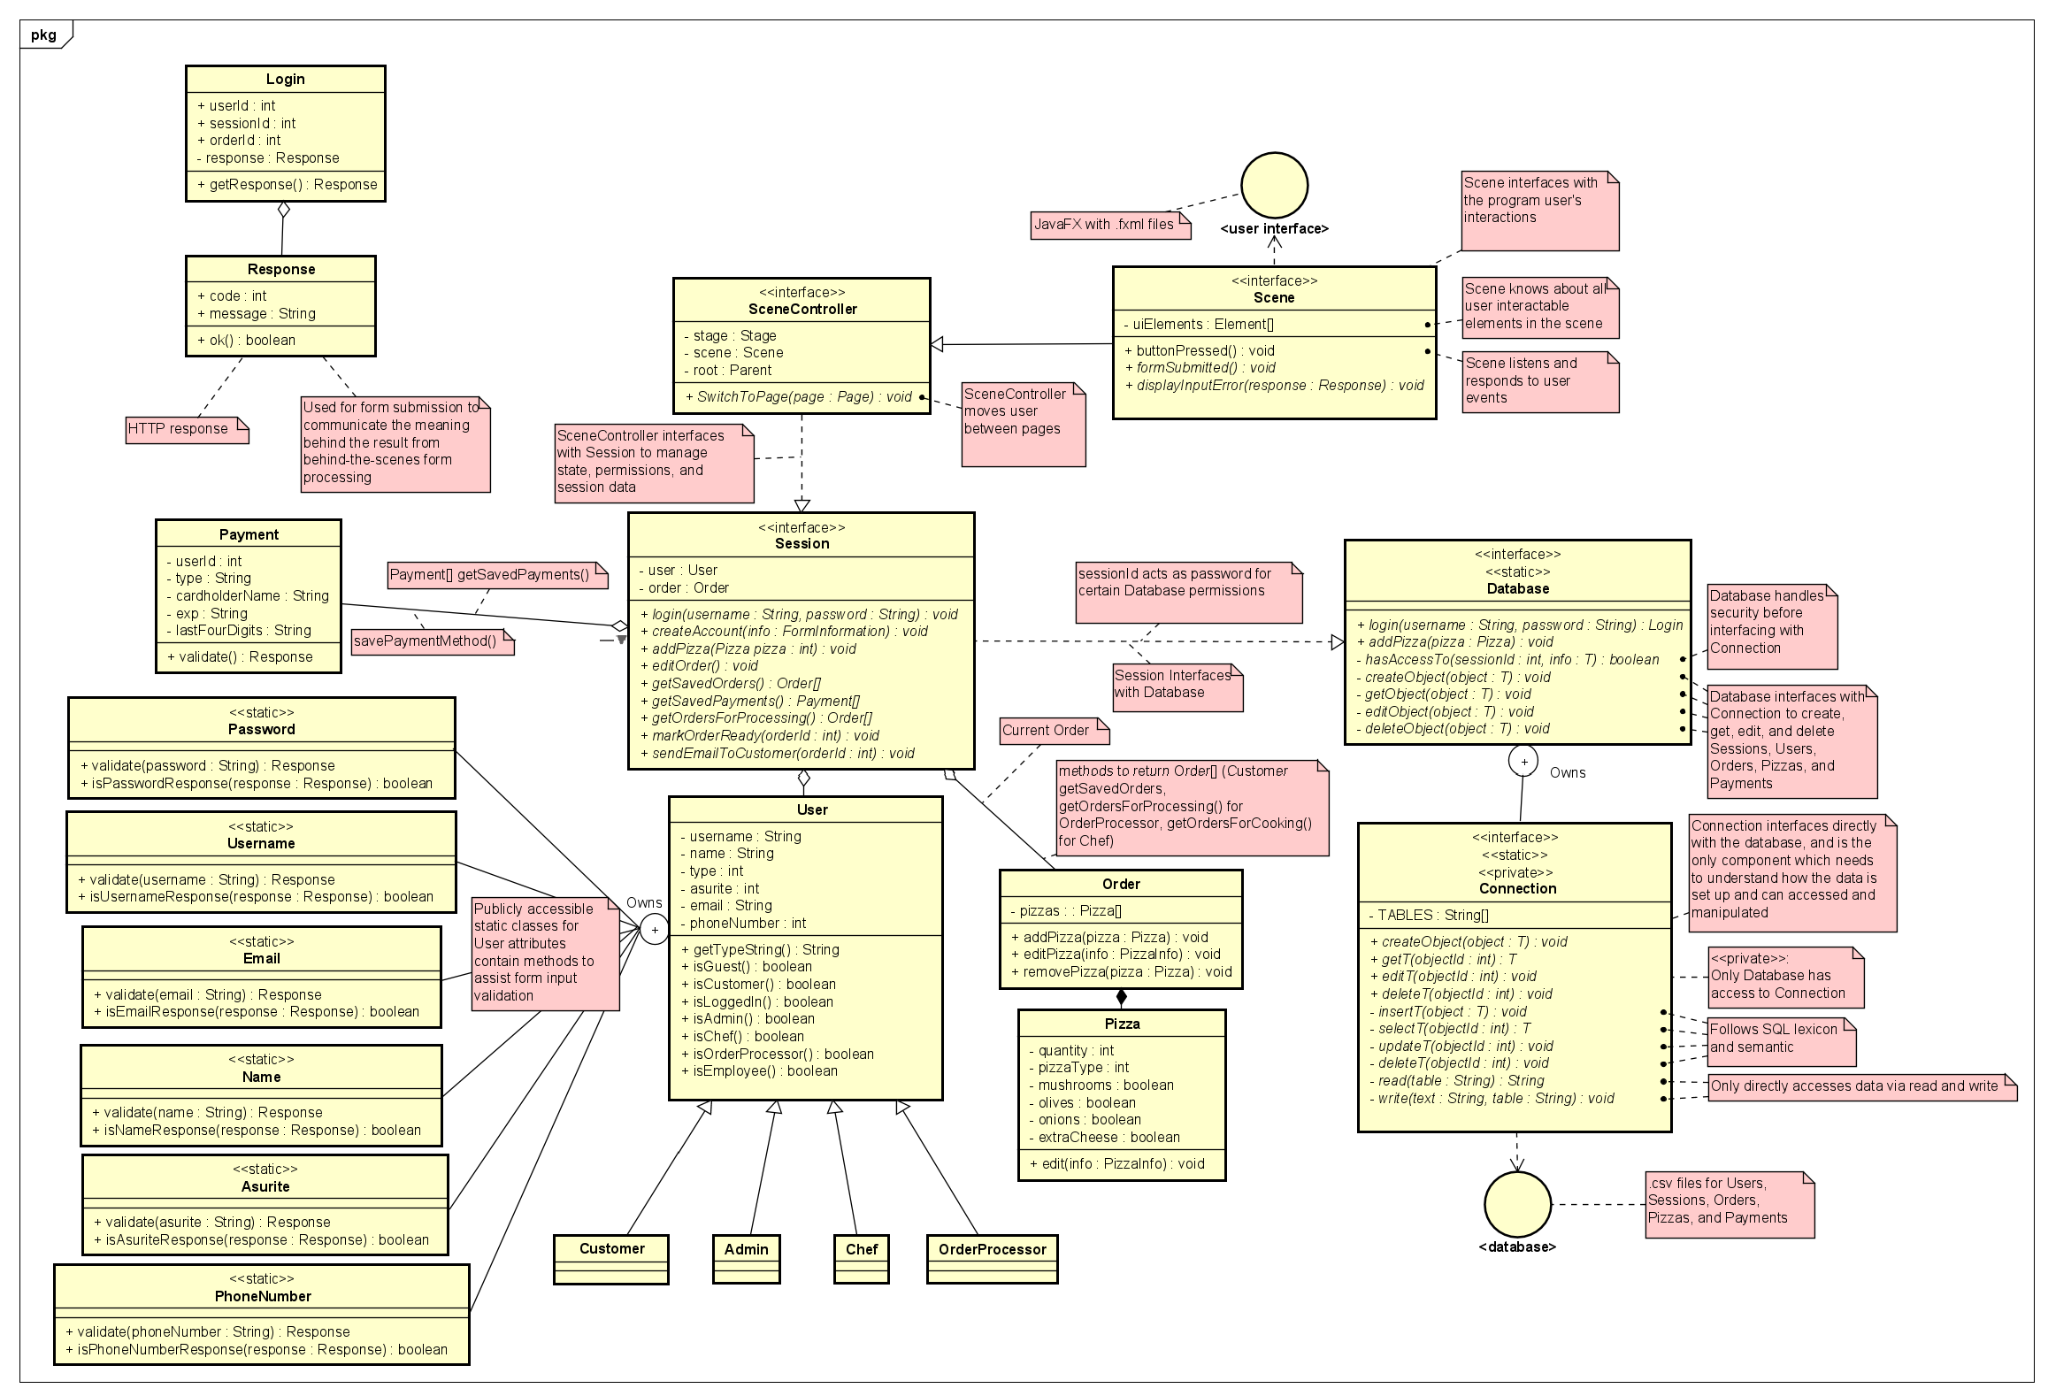 pkg
Login
+ userId : int
+ sessionId : int
+ orderId : int
- response : Response
+ getResponse() : Response
Response
+ code : int
+ message : String
+ ok() : boolean
HTTP response
Used for form submission to
communicate the meaning
behind the result from
behind-the-scenes form
processing
JavaFX with .fxml files
<user interface>
Scene interfaces with
the program user's
interactions
<<interface>>
Scene
- uiElements : Element[]
+ buttonPressed() : void
+ formSubmitted() : void
+ displayInputError(response : Response) : void
Scene knows about all
user interactable
elements in the scene
Scene listens and
responds to user
events
<<interface>>
SceneController
- stage : Stage
- scene : Scene
- root : Parent
+ SwitchToPage(page : Page) : void
SceneController
moves user
between pages
SceneController interfaces
with Session to manage
state, permissions, and
session data
Payment
- userId : int
- type : String
- cardholderName : String
- exp : String
- lastFourDigits : String
+ validate() : Response
Payment[] getSavedPayments()
savePaymentMethod()
<<interface>>
Session
- user : User
- order : Order
+ login(username : String, password : String) : void
+ createAccount(info : FormInformation) : void
+ addPizza(Pizza pizza : int) : void
+ editOrder() : void
+ getSavedOrders() : Order[]
+ getSavedPayments() : Payment[]
+ getOrdersForProcessing() : Order[]
+ markOrderReady(orderId : int) : void
+ sendEmailToCustomer(orderId : int) : void
sessionId acts as password for
certain Database permissions
Session Interfaces
with Database
<<interface>>
<<static>>
Database
+ login(username : String, password : String) : Login
+ addPizza(pizza : Pizza) : void
- hasAccessTo(sessionId : int, info : T) : boolean
- createObject(object : T) : void
- getObject(object : T) : void
- editObject(object : T) : void
- deleteObject(object : T) : void
Database handles
security before
interfacing with
Connection
Database interfaces with
Connection to create,
get, edit, and delete
Sessions, Users,
Orders, Pizzas, and
Payments
+
Owns
<<static>>
Password
+ validate(password : String) : Response
+ isPasswordResponse(response : Response) : boolean
<<static>>
Username
+ validate(username : String) : Response
+ isUsernameResponse(response : Response) : boolean
<<static>>
Email
+ validate(email : String) : Response
+ isEmailResponse(response : Response) : boolean
<<static>>
Name
+ validate(name : String) : Response
+ isNameResponse(response : Response) : boolean
<<static>>
Asurite
+ validate(asurite : String) : Response
+ isAsuriteResponse(response : Response) : boolean
<<static>>
PhoneNumber
+ validate(phoneNumber : String) : Response
+ isPhoneNumberResponse(response : Response) : boolean
Publicly accessible
static classes for
User attributes
contain methods to
assist form input
validation
Owns
+
User
- username : String
- name : String
- type : int
- asurite : int
- email : String
- phoneNumber : int
+ getTypeString() : String
+ isGuest() : boolean
+ isCustomer() : boolean
+ isLoggedIn() : boolean
+ isAdmin() : boolean
+ isChef() : boolean
+ isOrderProcessor() : boolean
+ isEmployee() : boolean
Customer
Admin
Chef
OrderProcessor
Current Order
methods to return Order[] (Customer
getSavedOrders,
getOrdersForProcessing() for
OrderProcessor, getOrdersForCooking()
for Chef)
Order
- pizzas : : Pizza[]
+ addPizza(pizza : Pizza) : void
+ editPizza(info : PizzaInfo) : void
+ removePizza(pizza : Pizza) : void
Pizza
- quantity : int
- pizzaType : int
- mushrooms : boolean
- olives : boolean
- onions : boolean
- extraCheese : boolean
+ edit(info : PizzaInfo) : void
<<interface>>
<<static>>
<<private>>
Connection
- TABLES : String[]
+ createObject(object : T) : void
+ getT(objectId : int) : T
+ editT(objectId : int) : void
+ deleteT(objectId : int) : void
- insertT(object : T) : void
- selectT(objectId : int) : T
- updateT(objectId : int) : void
- deleteT(objectId : int) : void
- read(table : String) : String
- write(text : String, table : String) : void
Connection interfaces directly
with the database, and is the
only component which needs
to understand how the data is
set up and can accessed and
manipulated
<<private>>:
Only Database has
access to Connection
Follows SQL lexicon
and semantic
Only directly accesses data via read and write
.csv files for Users,
Sessions, Orders,
Pizzas, and Payments
<database>